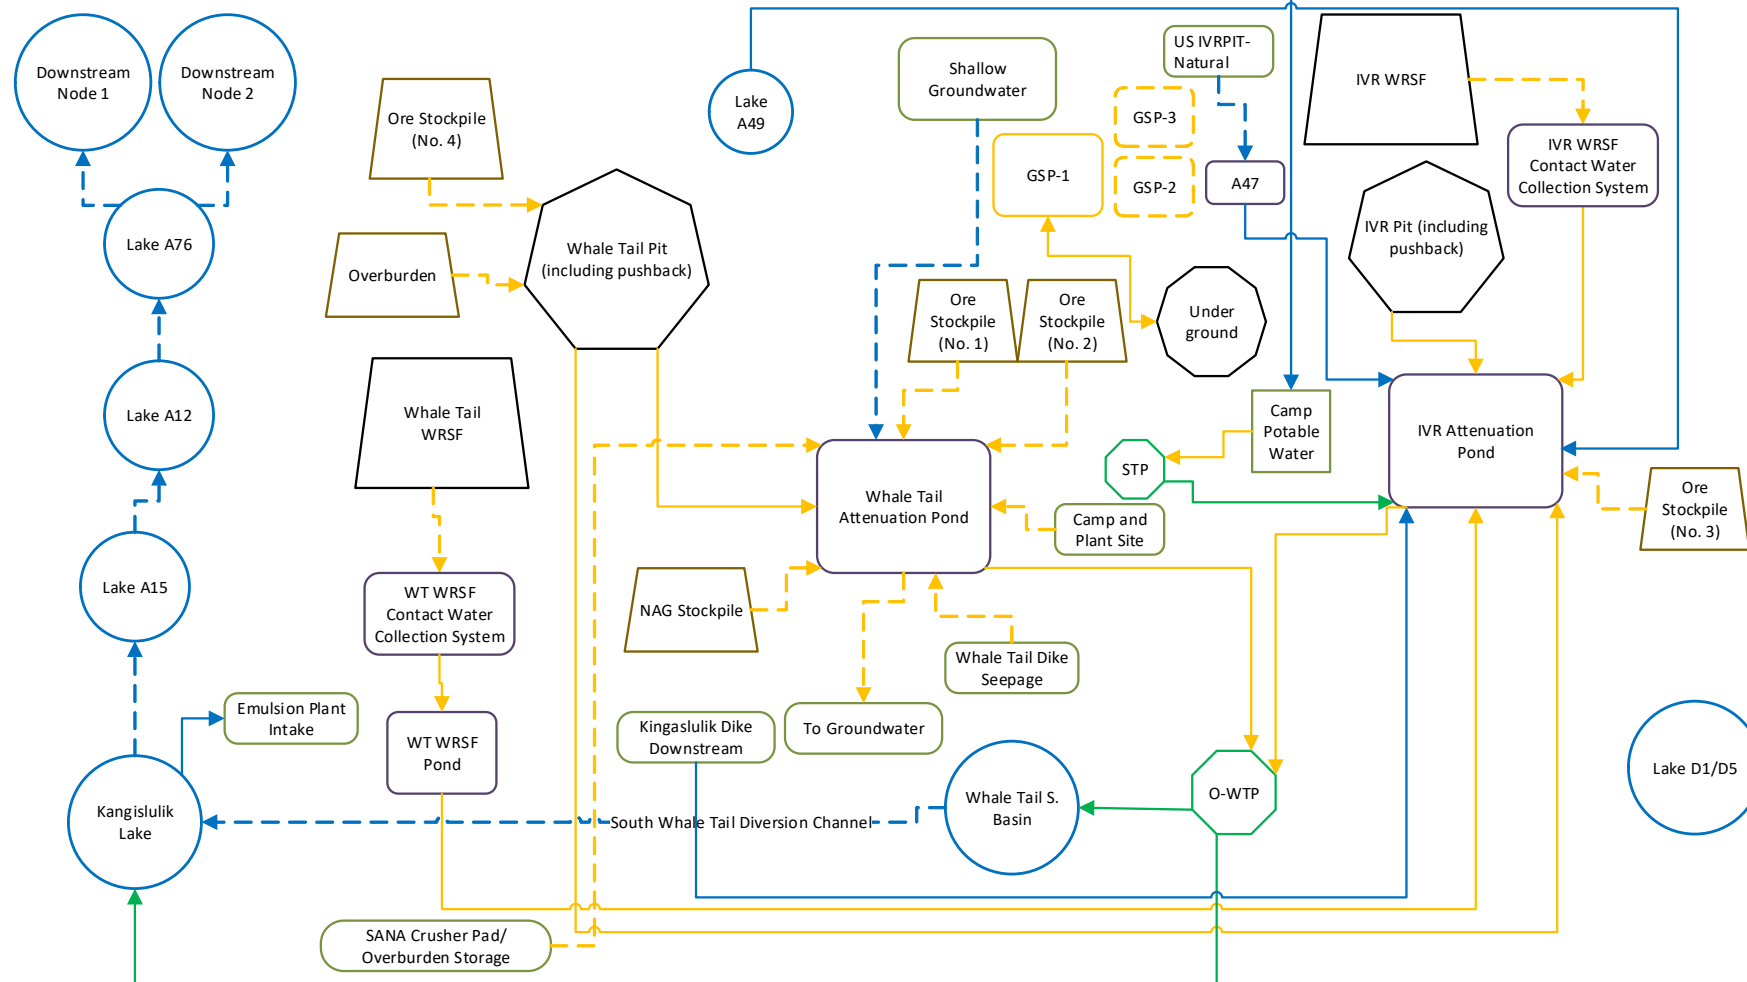 Downstream
Node 1
Downstream
Node 2
Lake A76
Lake A12
Lake A15
Kangislulik
Lake
Emulsion Plant
Intake
Ore Stockpile
(No. 4)
Overburden
Whale Tail Pit
(including pushback)
Whale Tail
WRSF
WT WRSF
Contact Water
Collection System
WT WRSF
Pond
SANA Crusher Pad/
Overburden Storage
South Whale Tail Diversion Channel
NAG Stockpile
Kingaslulik Dike
Downstream
To Groundwater
Whale Tail Dike
Seepage
Whale Tail S.
Basin
Whale Tail
Attenuation Pond
Camp and
Plant Site
Lake
A49
Shallow
Groundwater
GSP-1
GSP-3
GSP-2
US IVRPIT-
Natural
A47
Ore
Stockpile
(No. 1)
Ore
Stockpile
(No. 2)
Under
ground
STP
Camp
Potable
Water
O-WTP
IVR WRSF
IVR WRSF
Contact Water
Collection System
IVR Pit (including
pushback)
IVR Attenuation
Pond
Ore
Stockpile
(No. 3)
Lake D1/D5